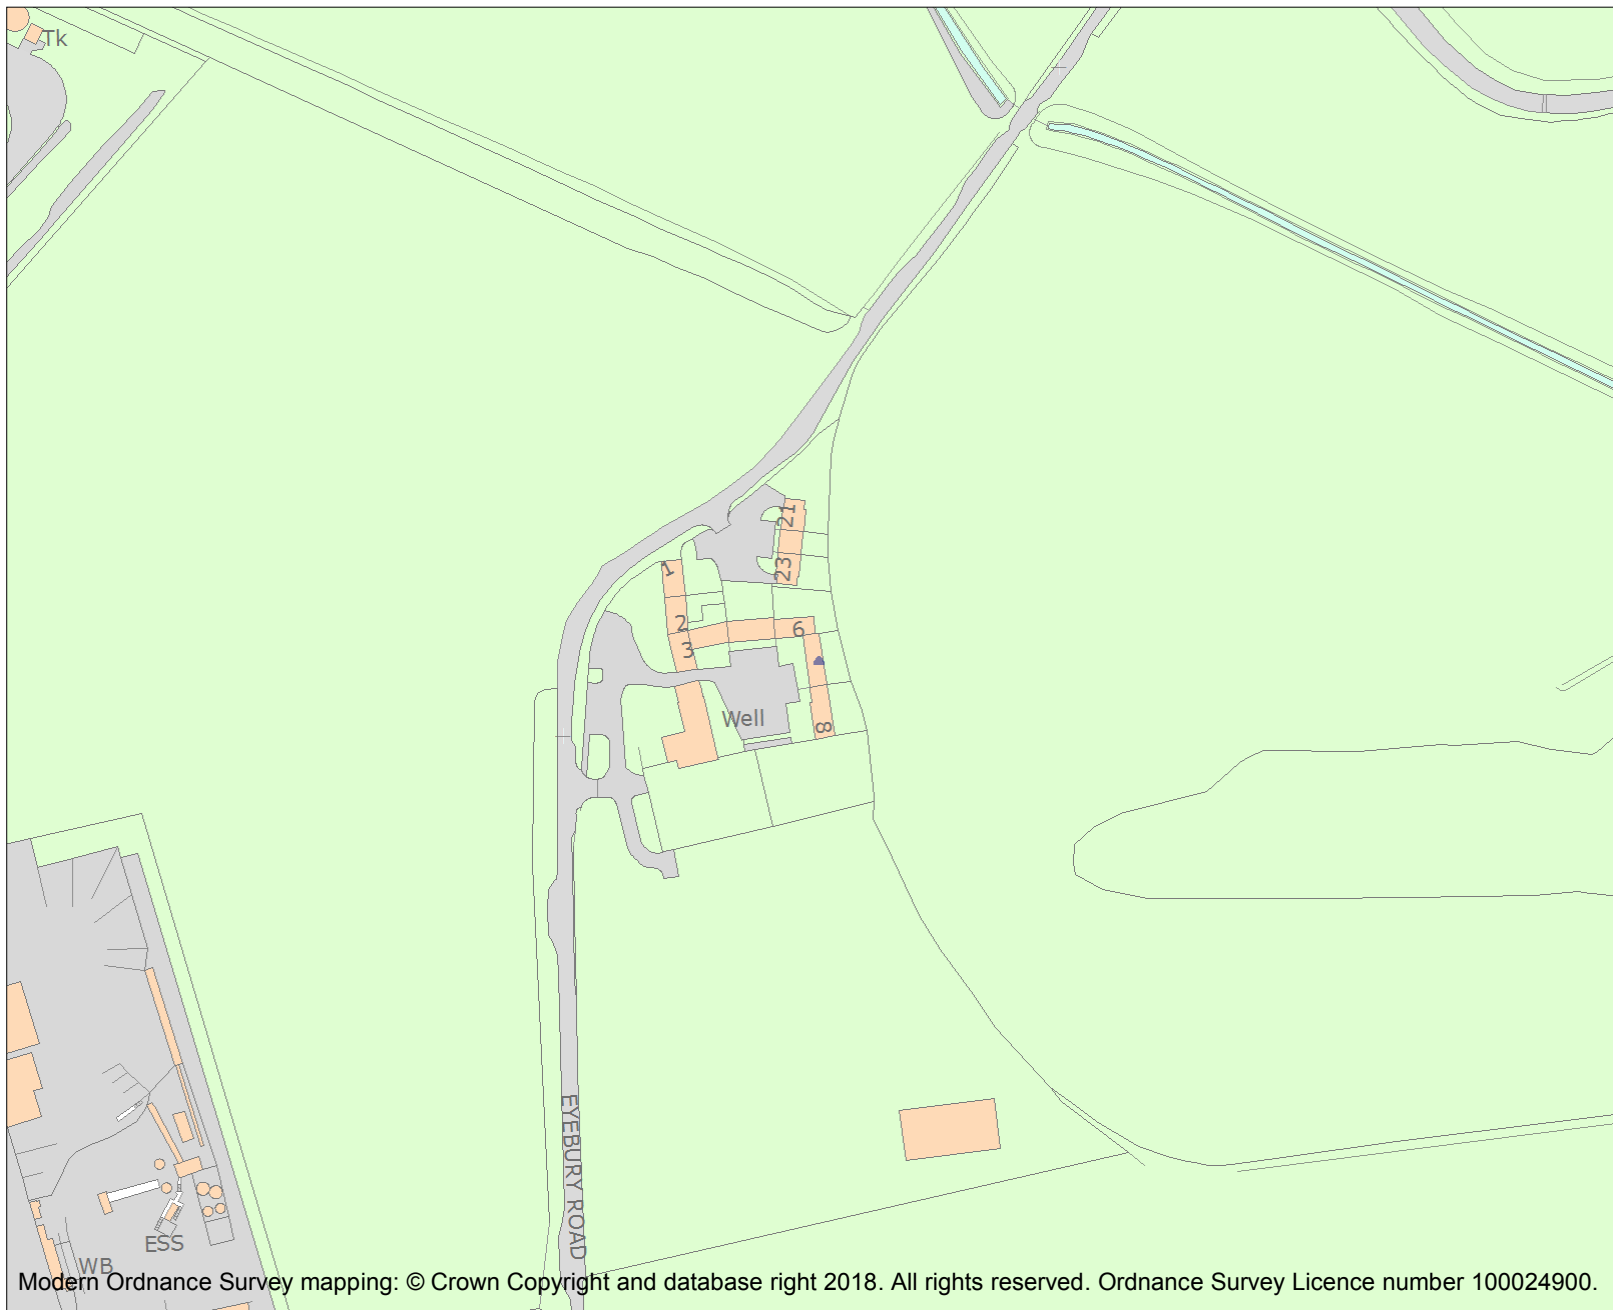 Tk
21
23
1
2
3
6
8
Well
EYEBURY ROAD
ESS
WB
Modern Ordnance Survey mapping: © Crown Copyright and database right 2018. All rights reserved. Ordnance Survey Licence number 100024900.